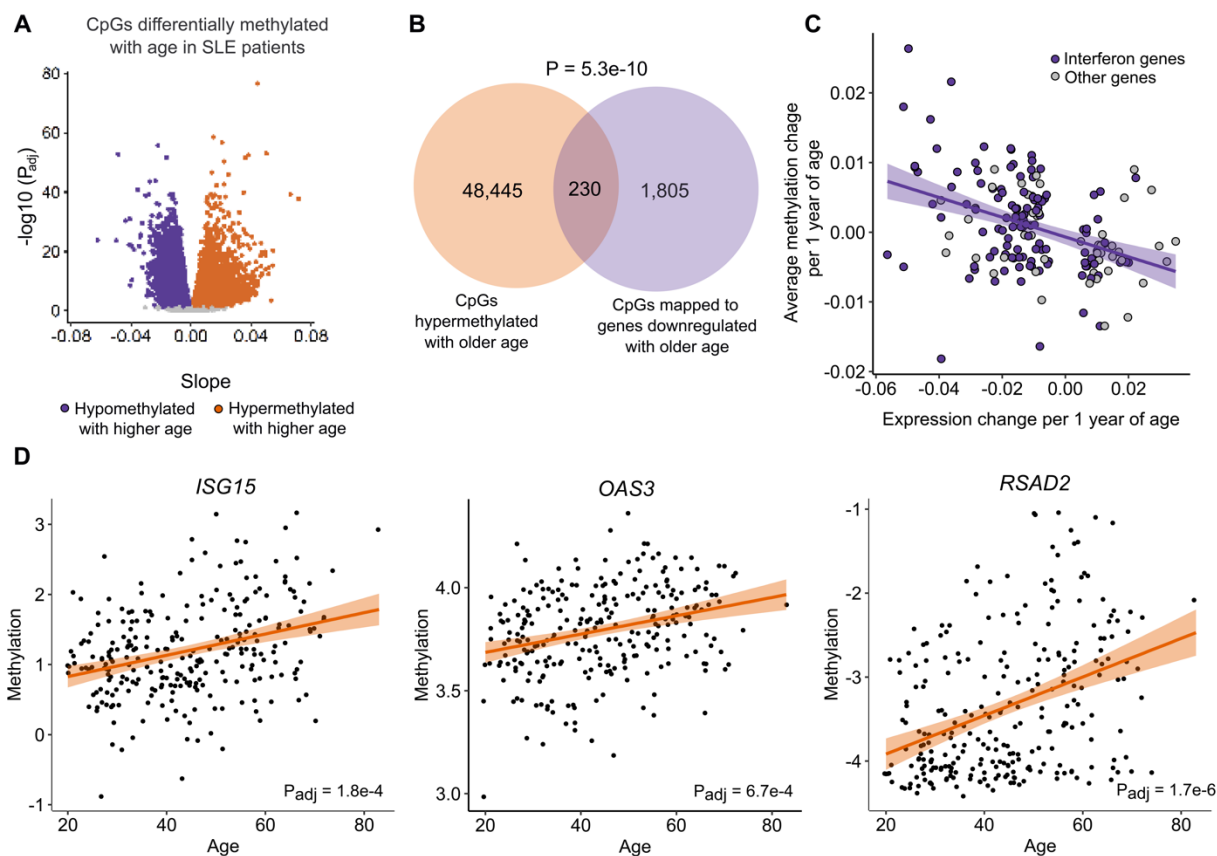 A
CpGs differentially methylated
with age in SLE patients
80
60
40
20
0
-log10 (Padj)
-0.08 -0.04 0.00 0.04 0.08
Slope
Hypomethylated
with higher age
Hypermethylated
with higher age
B
P = 5.3e-10
48,445
230
1,805
CpGs
hypermethylated
with older age
CpGs mapped to
genes downregulated
with older age
C
Interferon genes
Other genes
0.02
0.010
0.00
-0.01
-0.02
Average methylation chage
per 1 year of age
-0.06 -0.04 -0.02 0.00 0.02
Expression change per 1 year of age
D
ISG15
3
2
1
0
-1
Methylation
Padj = 1.8e-4
20 40 60 80
Age
OAS3
4.0
3.5
3.0
Methylation
Padj = 6.7e-4
20 40 60 80
Age
RSAD2
-1
-2
-3
-4
Methylation
Padj = 1.7e-6
20 40 60 80
Age